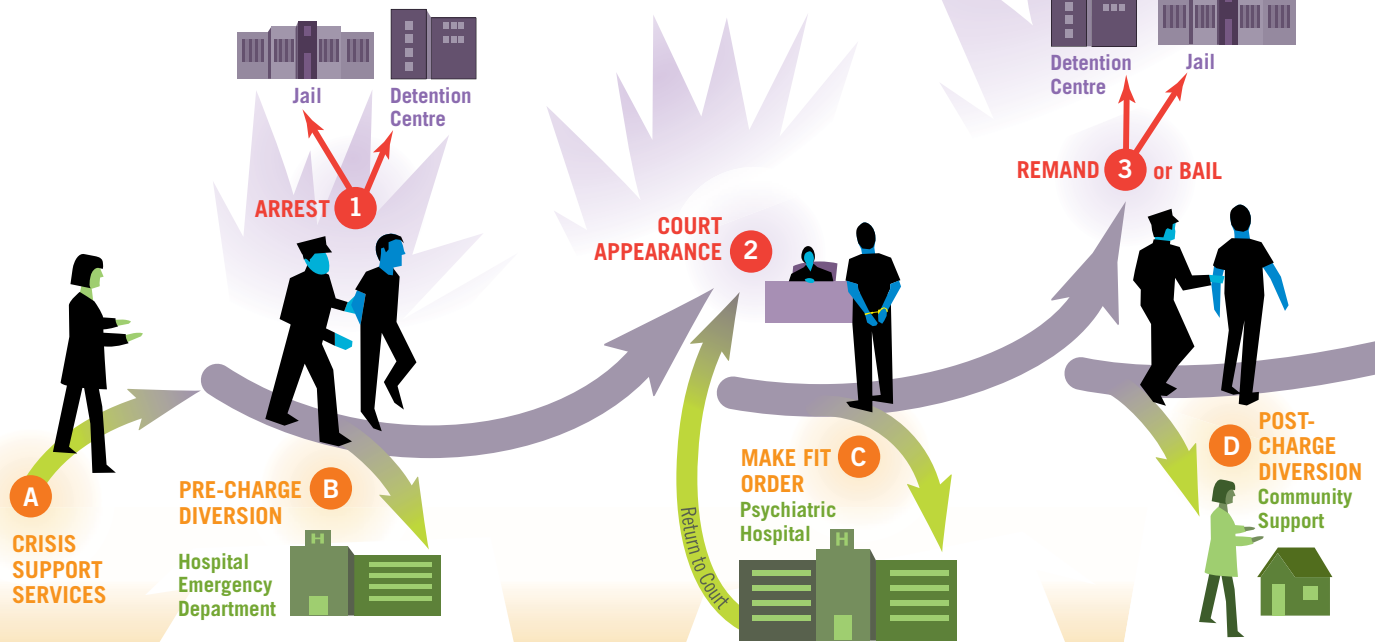 Jail
Detention
Centre
ARREST 1
A
CRISIS
SUPPORT
SERVICES
PRE-CHARGE B
DIVERSION
Hospital
Emergency
Department
H
COURT
APPEARANCE 2
MAKE FIT C
ORDER
Psychiatric
Hospital
H
Return to Court
Detention
Centre
Jail
REMAND 3 or BAIL
D
POST-
CHARGE
DIVERSION
Community
Support